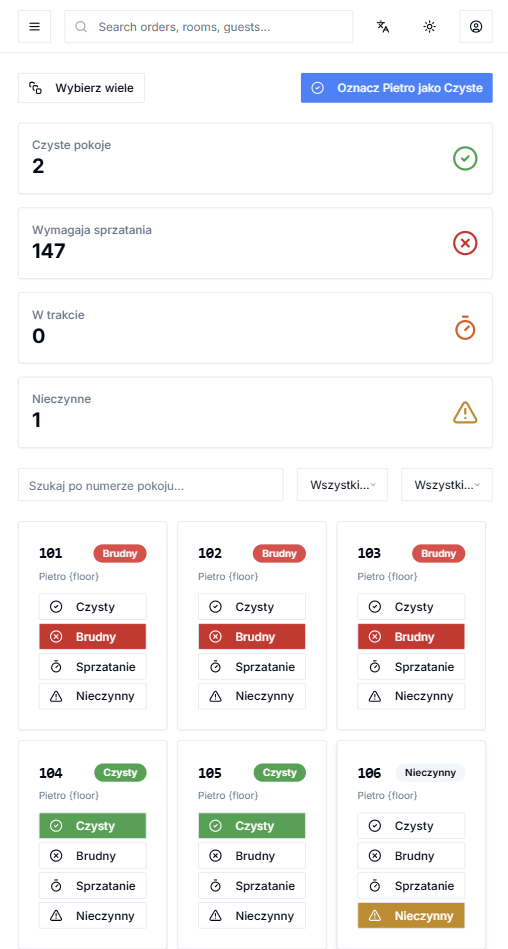 Search orders, rooms, guests...
Wybierz wiele
Oznacz Pietro jako Czyste
Czyste pokoje
2
Wymagaja sprzatania
147
W trakcie
0
Nieczynne
1
Szukaj po numerze pokoju...
Wszystki...
Wszystki...
101 Brudny
Pietro {floor}
Czysty
Brudny
Sprzatanie
Nieczynny
102 Brudny
Pietro {floor}
Czysty
Brudny
Sprzatanie
Nieczynny
103 Brudny
Pietro {floor}
Czysty
Brudny
Sprzatanie
Nieczynny
104 Czysty
Pietro {floor}
Czysty
Brudny
Sprzatanie
Nieczynny
105 Czysty
Pietro {floor}
Czysty
Brudny
Sprzatanie
Nieczynny
106 Nieczynny
Pietro {floor}
Czysty
Brudny
Sprzatanie
Nieczynny